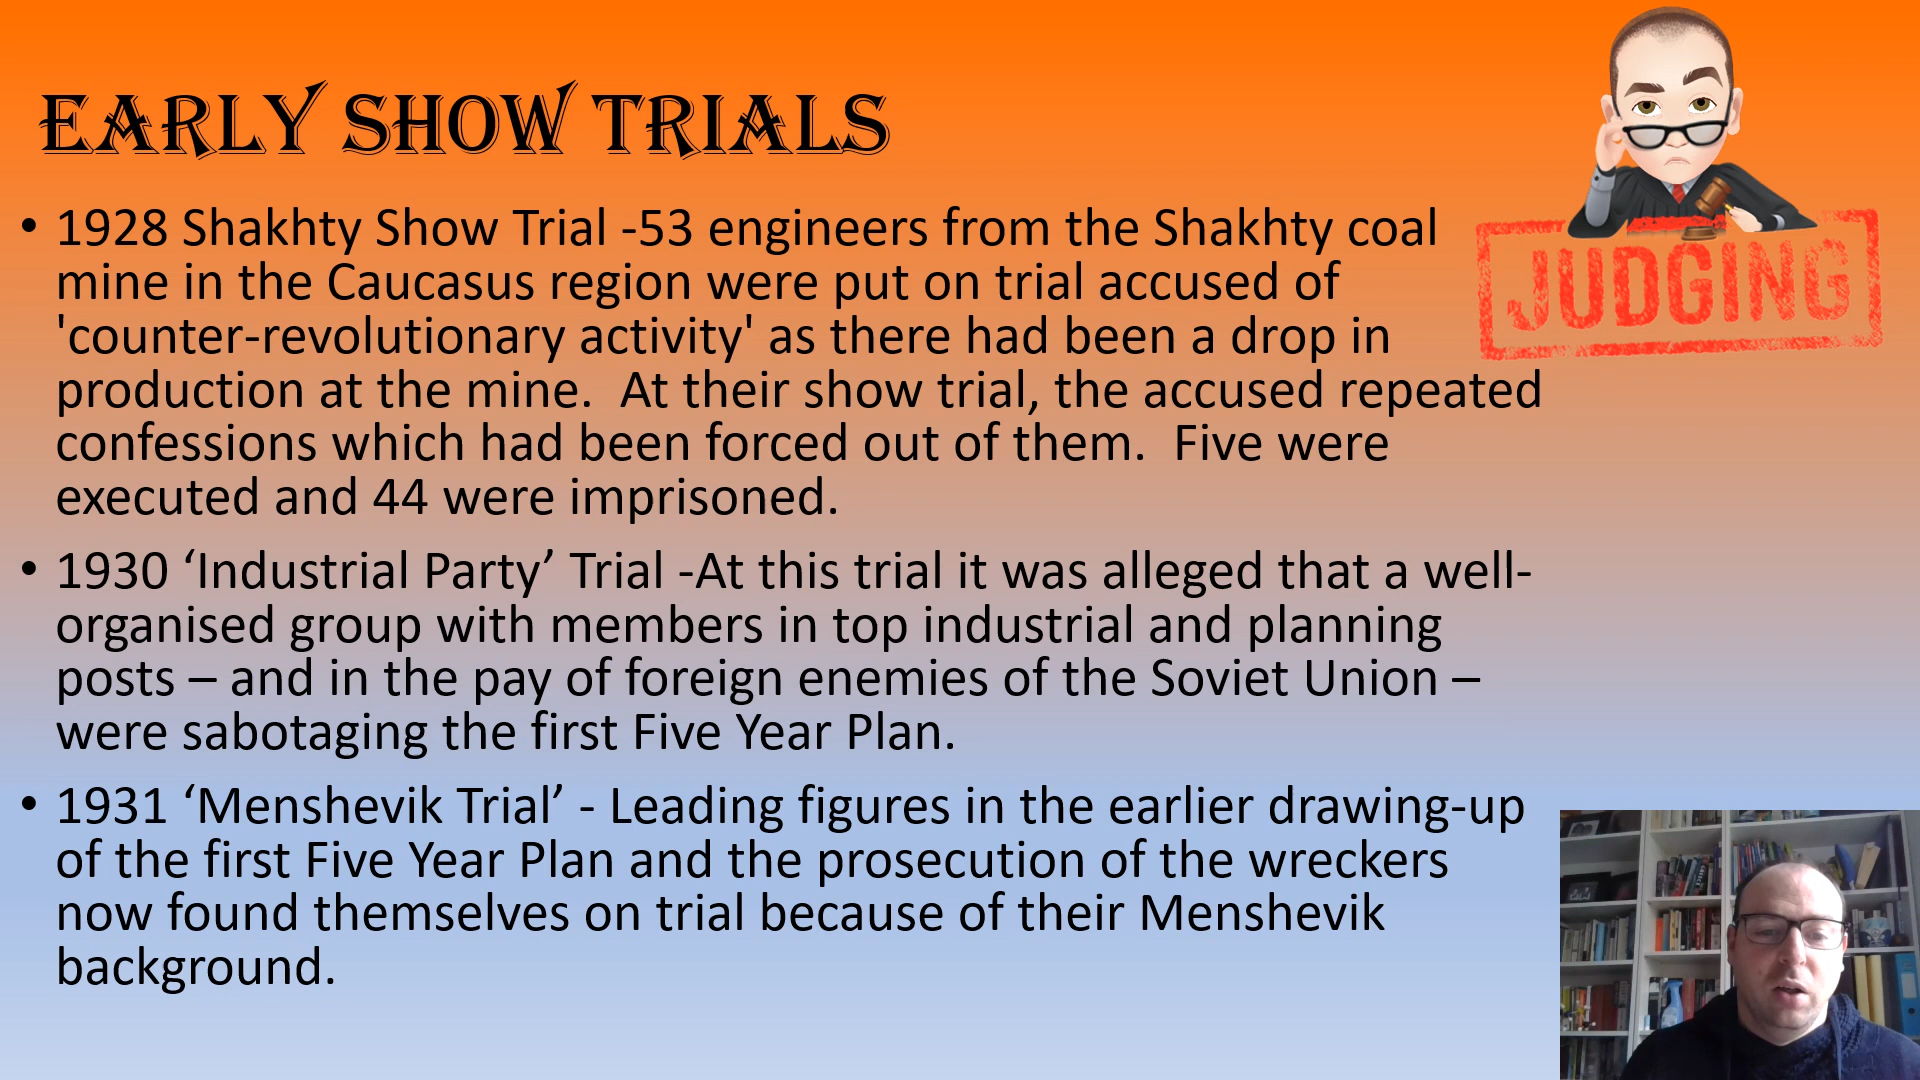 EARLY SHOW TRIALS
• 1928 Shakhty Show Trial -53 engineers from the Shakhty coal
mine in the Caucasus region were put on trial accused of
'counter-revolutionary activity' as there had been a drop in
production at the mine.  At their show trial, the accused repeated
confessions which had been forced out of them.  Five were
executed and 44 were imprisoned.
• 1930 ‘Industrial Party’ Trial -At this trial it was alleged that a well-
organised group with members in top industrial and planning
posts – and in the pay of foreign enemies of the Soviet Union –
were sabotaging the first Five Year Plan.
• 1931 ‘Menshevik Trial’ - Leading figures in the earlier drawing-up
of the first Five Year Plan and the prosecution of the wreckers
now found themselves on trial because of their Menshevik
background.
JUDGING